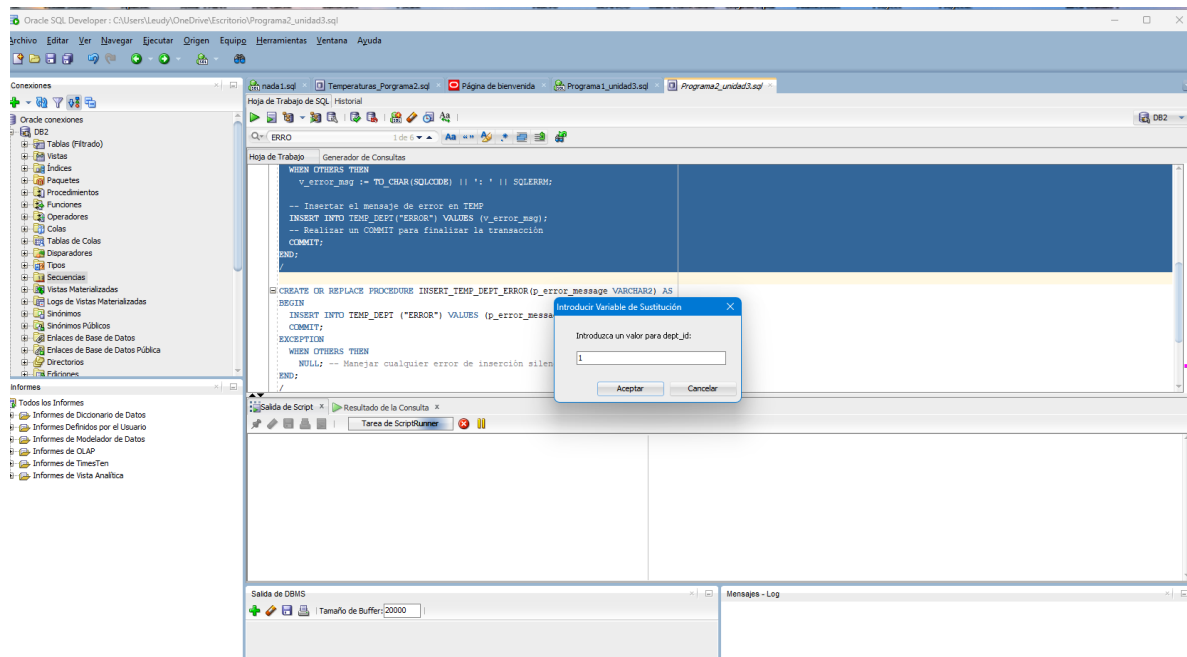 Oracle SQL Developer : C:\Users\Leudy\OneDrive\Escritorio\Programa2_unidad3.sql
Archivo Editar Ver Navegar Ejecutar Origen Equipo Herramientas Ventana Ayuda
Conexiones
nada1.sql Temperaturas_Porgrama2.sql Página de bienvenida Programa1_unidad3.sql Programa2_unidad3.sql
Hoja de Trabajo de SQL Historial
DB2
ERRO 1 de 6 Aa
Hoja de Trabajo Generador de Consultas
Oracle conexiones
DB2
Tablas (Filtrado)
Vistas
Índices
Paquetes
Procedimientos
Funciones
Operadores
Colas
Tablas de Colas
Disparadores
Tipos
Secuencias
Vistas Materializadas
Logs de Vistas Materializadas
Sinónimos
Sinónimos Públicos
Enlaces de Base de Datos
Enlaces de Base de Datos Pública
Directorios
Ediciones
WHEN OTHERS THEN
v_error_msg := TO_CHAR(SQLCODE) || ': ' || SQLERRM;
-- Insertar el mensaje de error en TEMP
INSERT INTO TEMP_DEPT("ERROR") VALUES (v_error_msg);
-- Realizar un COMMIT para finalizar la transacción
COMMIT;
END;
/
CREATE OR REPLACE PROCEDURE INSERT_TEMP_DEPT_ERROR(p_error_message VARCHAR2) AS
BEGIN
INSERT INTO TEMP_DEPT ("ERROR") VALUES (p_error_messa
COMMIT;
EXCEPTION
WHEN OTHERS THEN
NULL; -- Manejar cualquier error de inserción silen
END;
/
Introducir Variable de Sustitución
Introduzca un valor para dept_id:
1
Aceptar Cancelar
Informes
Todos los Informes
Informes de Diccionario de Datos
Informes Definidos por el Usuario
Informes de Modelador de Datos
Informes de OLAP
Informes de TimesTen
Informes de Vista Analítica
Salida de Script Resultado de la Consulta
Tarea de ScriptRunner
Salida de DBMS
Tamaño de Buffer: 20000
Mensajes - Log